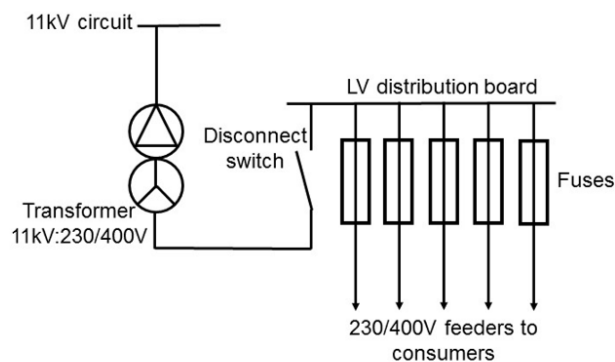 11kV circuit
LV distribution board
Disconnect
switch
Fuses
Transformer
11kV:230/400V
230/400V feeders to
consumers